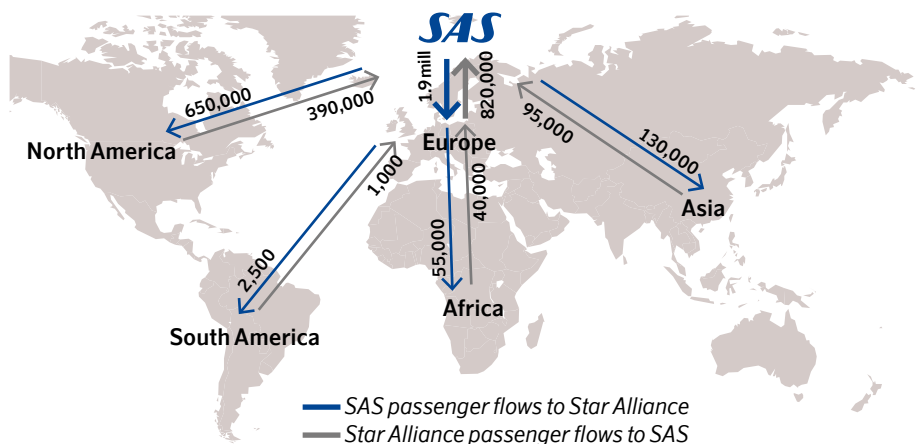 SAS
1.9 mill
820,000
650,000
390,000
North America
Europe
95,000
130,000
Asia
1,000
40,000
2,500
55,000
South America
Africa
SAS passenger flows to Star Alliance
Star Alliance passenger flows to SAS